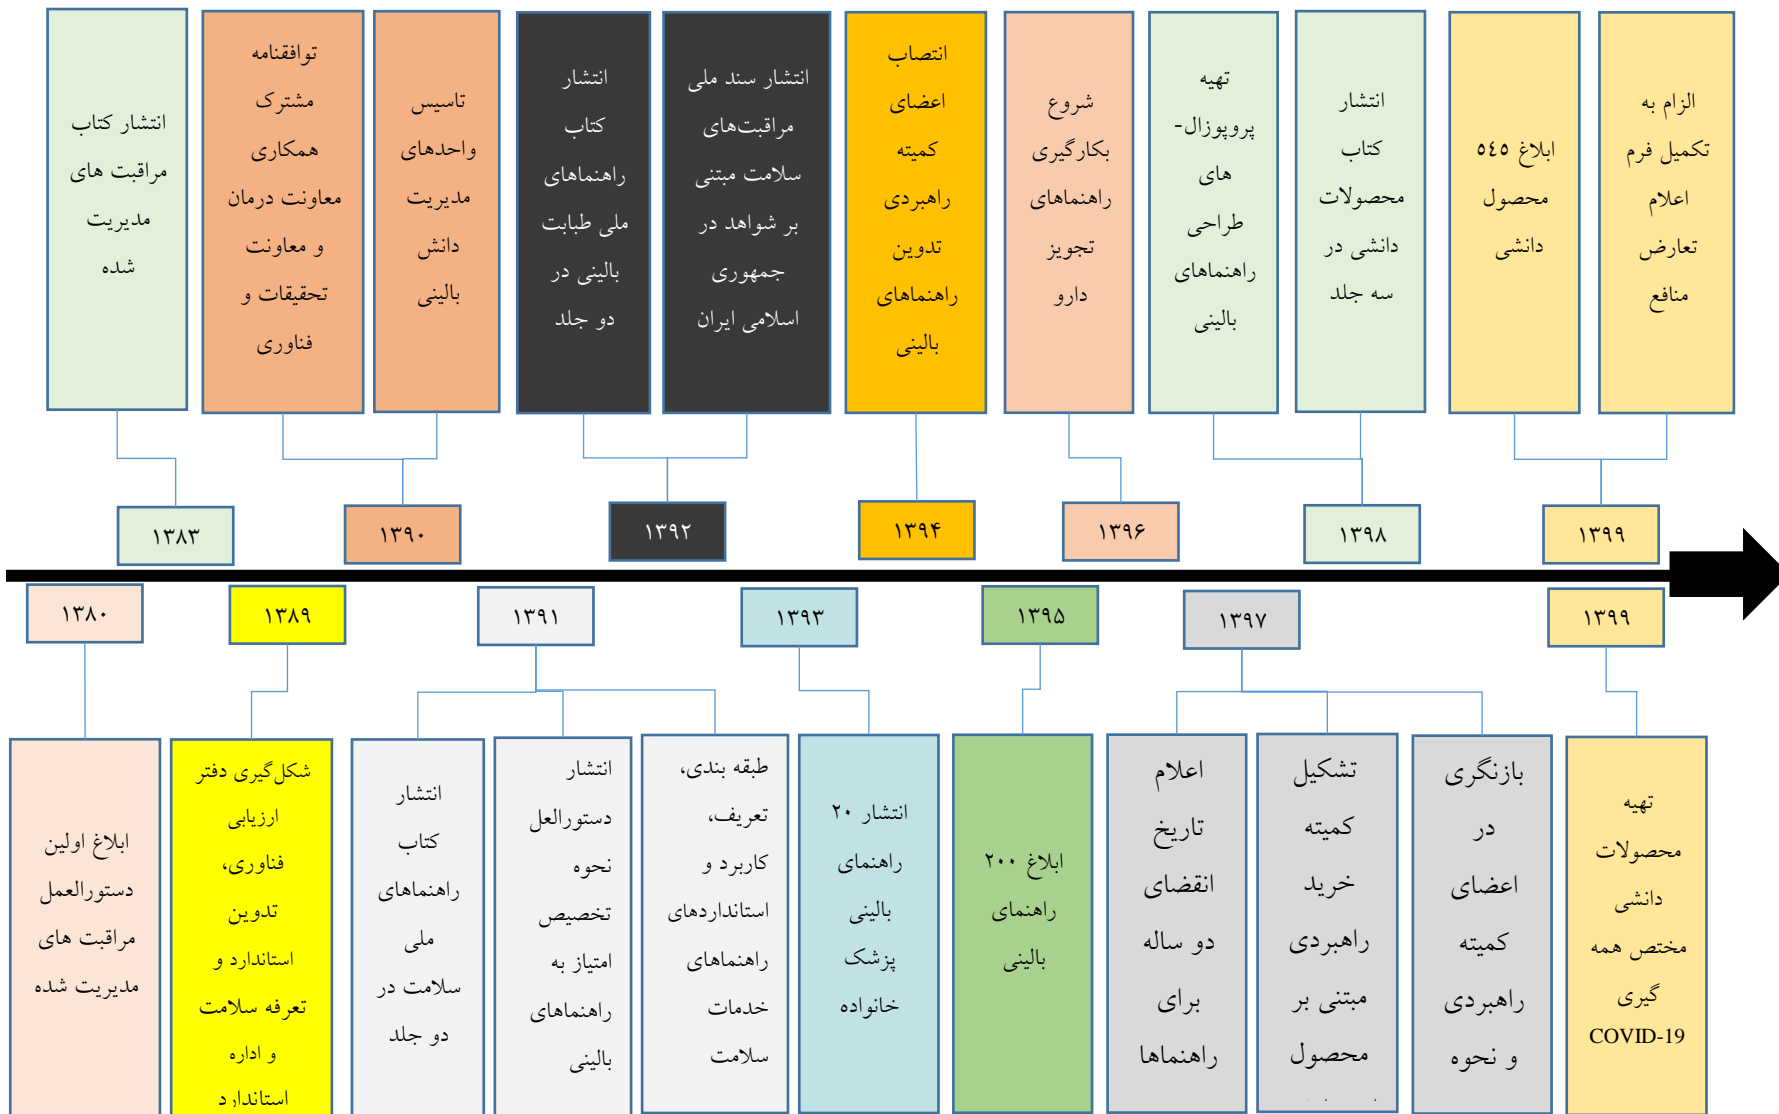 انتشار کتاب
مراقبت های
مدیریت
شده
توافقنامه
مشترک
همکاری
معاونت درمان
و معاونت
تحقیقات و
فناوری
تاسیس
واحدهای
مدیریت
دانش
بالینی
انتشار
کتاب
راهنماهای
ملی طبابت
بالینی در
دو جلد
انتشار سند ملی
مراقبت‌های
سلامت مبتنی
بر شواهد در
جمهوری
اسلامی ایران
انتصاب
اعضای
کمیته
راهبردی
تدوین
راهنماهای
بالینی
شروع
بکارگیری
راهنماهای
تجویز
دارو
تهیه
پروپوزال-
های
طراحی
راهنماهای
بالینی
انتشار
کتاب
محصولات
دانشی در
سه جلد
ابلاغ ٥٤٥
محصول
دانشی
الزام به
تکمیل فرم
اعلام
تعارض
منافع
۱۳۸۳
۱۳۹۰
۱۳۹۲
۱۳۹۴
۱۳۹۶
۱۳۹۸
۱۳۹۹
۱۳۸۰
۱۳۸۹
۱۳۹۱
۱۳۹۳
۱۳۹۵
۱۳۹۷
۱۳۹۹
ابلاغ اولین
دستورالعمل
مراقبت های
مدیریت شده
شکل‌گیری دفتر
ارزیابی
فناوری،
تدوین
استاندارد و
تعرفه سلامت
و اداره
استاندارد
انتشار
کتاب
راهنماهای
ملی
سلامت در
دو جلد
انتشار
دستورالعل
نحوه
تخصیص
امتیاز به
راهنماهای
بالینی
طبقه بندی،
تعریف،
کاربرد و
استانداردهای
راهنماهای
خدمات
سلامت
انتشار ۲۰
راهنمای
بالینی
پزشک
خانواده
ابلاغ ۲۰۰
راهنمای
بالینی
اعلام
تاریخ
انقضای
دو ساله
برای
راهنماها
تشکیل
کمیته
خرید
راهبردی
مبتنی بر
محصول
بازنگری
در
اعضای
کمیته
راهبردی
و نحوه
تهیه
محصولات
دانشی
مختص همه
گیری
COVID-19